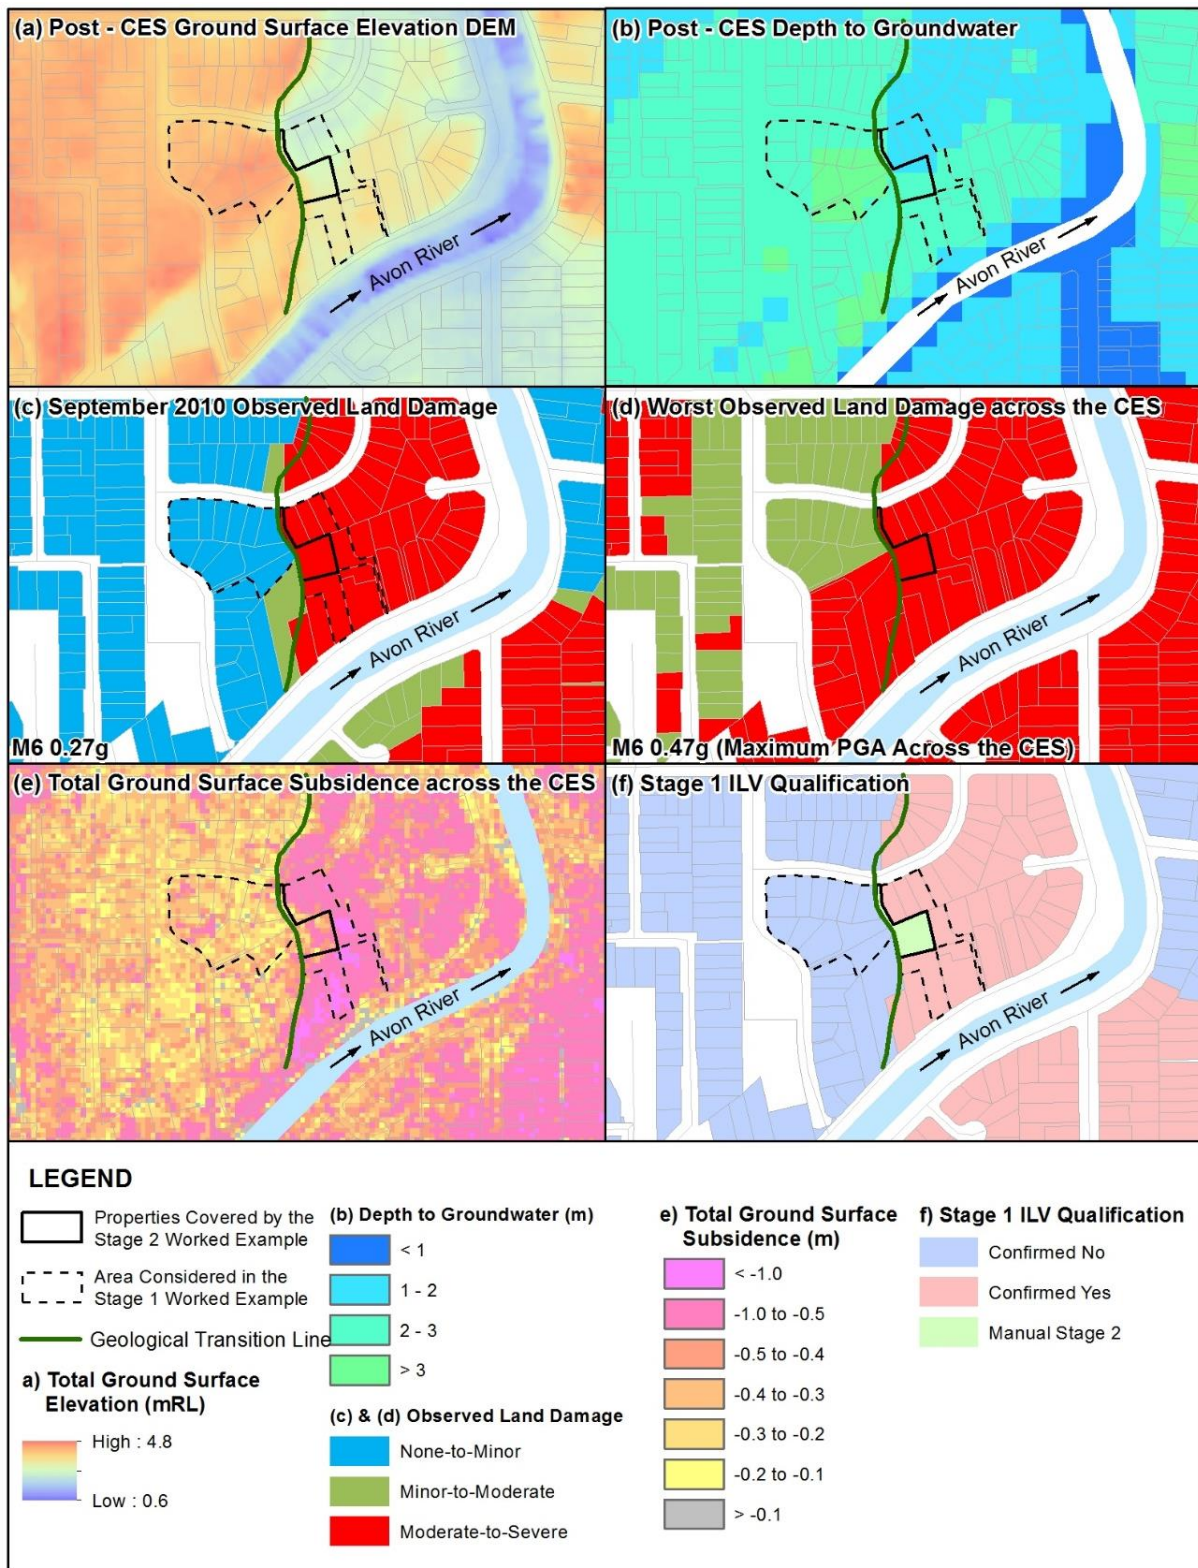 (a) Post - CES Ground Surface Elevation DEM
Avon River
(b) Post - CES Depth to Groundwater
Avon River
(c) September 2010 Observed Land Damage
Avon River
M6 0.27g
(d) Worst Observed Land Damage across the CES
Avon River
M6 0.47g (Maximum PGA Across the CES)
(e) Total Ground Surface Subsidence across the CES
Avon River
(f) Stage 1 ILV Qualification
Avon River
LEGEND
Properties Covered by the
Stage 2 Worked Example
Area Considered in the
Stage 1 Worked Example
Geological Transition Line
a) Total Ground Surface
Elevation (mRL)
High : 4.8
Low : 0.6
(b) Depth to Groundwater (m)
< 1
1 - 2
2 - 3
> 3
(c) & (d) Observed Land Damage
None-to-Minor
Minor-to-Moderate
Moderate-to-Severe
e) Total Ground Surface
Subsidence (m)
< -1.0
-1.0 to -0.5
-0.5 to -0.4
-0.4 to -0.3
-0.3 to -0.2
-0.2 to -0.1
> -0.1
f) Stage 1 ILV Qualification
Confirmed No
Confirmed Yes
Manual Stage 2